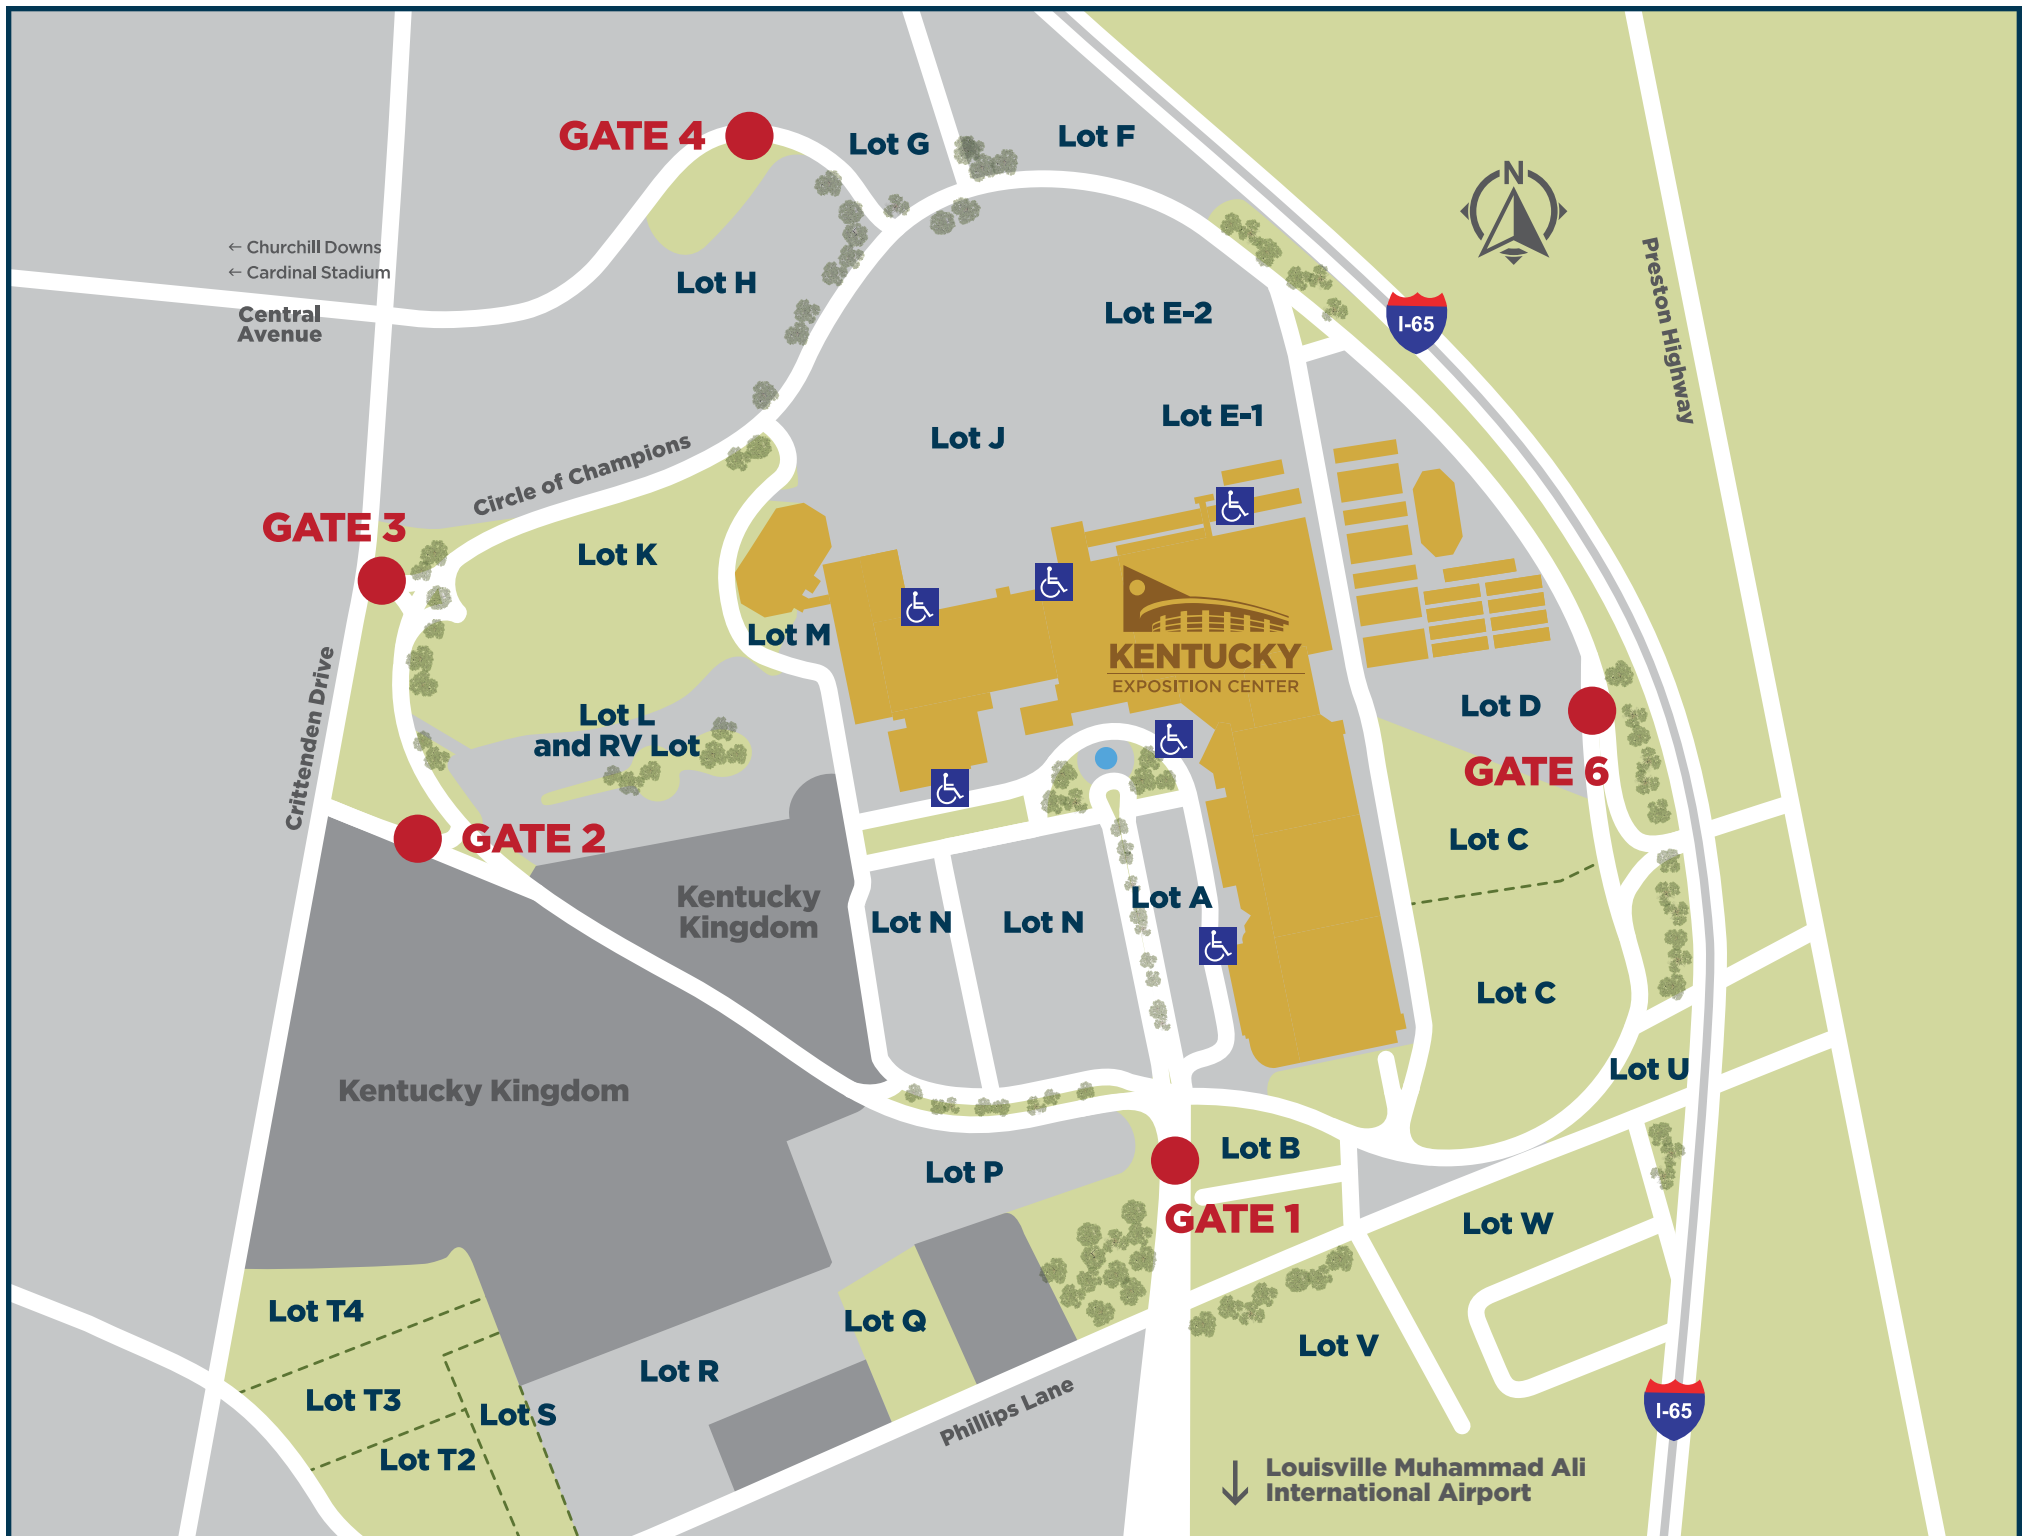 GATE 4
Lot G
Lot F
N
← Churchill Downs
← Cardinal Stadium
Central
Avenue
Lot H
Lot E-2
I-65
Preston Highway
Lot E-1
Lot J
Circle of Champions
GATE 3
Lot K
Lot M
KENTUCKY
EXPOSITION CENTER
Crittenden Drive
Lot L
and RV Lot
Lot D
GATE 6
GATE 2
Lot C
Kentucky
Kingdom
Lot N
Lot N
Lot A
Lot C
Kentucky Kingdom
Lot U
Lot P
Lot B
GATE 1
Lot W
Lot T4
Lot Q
Lot V
Lot R
Lot T3
Lot S
Phillips Lane
I-65
Lot T2
Louisville Muhammad Ali
International Airport